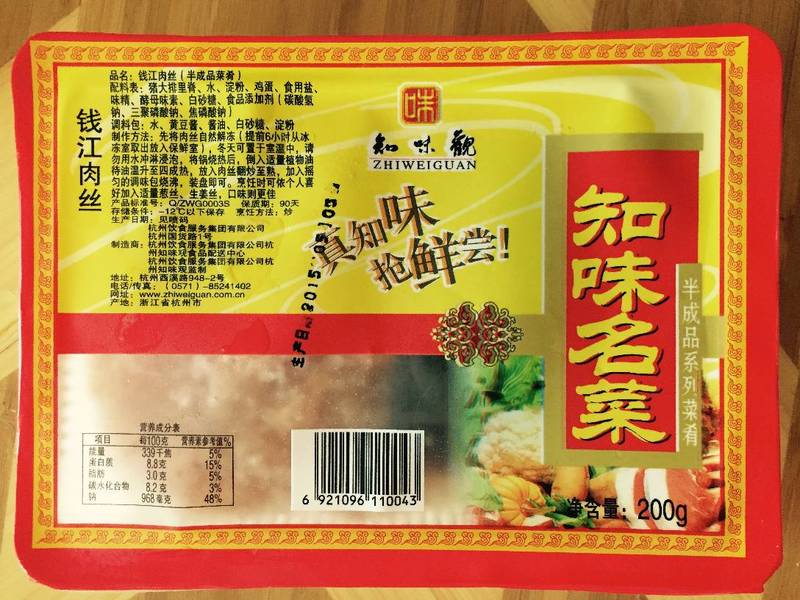 钱江肉丝
品名：钱江肉丝（半成品菜肴）
配料表：猪大排里脊、水、淀粉、鸡蛋、食用盐、
味精、酵母味素、白砂糖、食品添加剂（碳酸氢
钠、三聚磷酸钠、焦磷酸钠）
调料包：水、黄豆酱、酱油、白砂糖、淀粉
制作方法：先将肉丝自然解冻（提前6小时从冰
冻室取出放入保鲜室），冬天可置于室温中，请
勿用水冲淋浸泡，将锅烧热后，倒入适量植物油
待油温升至四成热，放入肉丝翻炒至熟，加入摇
匀的调味包烧沸，装盘即可。烹饪时可依个人喜
好加入适量葱丝、生姜丝，口味则更佳
产品标准号：Q/ZWG0003S 保质期：90天
存储条件：-12℃以下保存 烹饪方法：炒
生产日期：见喷码
杭州饮食服务集团有限公司
杭州国货路1号
制造商：杭州饮食服务集团有限公司杭
州知味观食品配送中心
杭州饮食服务集团有限公司杭
州知味观监制
地址：杭州西溪路948-2号
电话/传真：(0571)-85241402
网址：www.zhiweiguan.com.cn
产地：浙江省杭州市
味
知味觀
ZHIWEIGUAN
真知味
抢鲜尝！
知味名菜
半成品系列菜肴
营养成分表
项目 每100克 营养素参考值%
能量 339千焦 5%
蛋白质 8.8克 15%
脂肪 3.0克 5%
碳水化合物 8.2克 3%
钠 968毫克 48%
6 921096 110043
净含量：200g